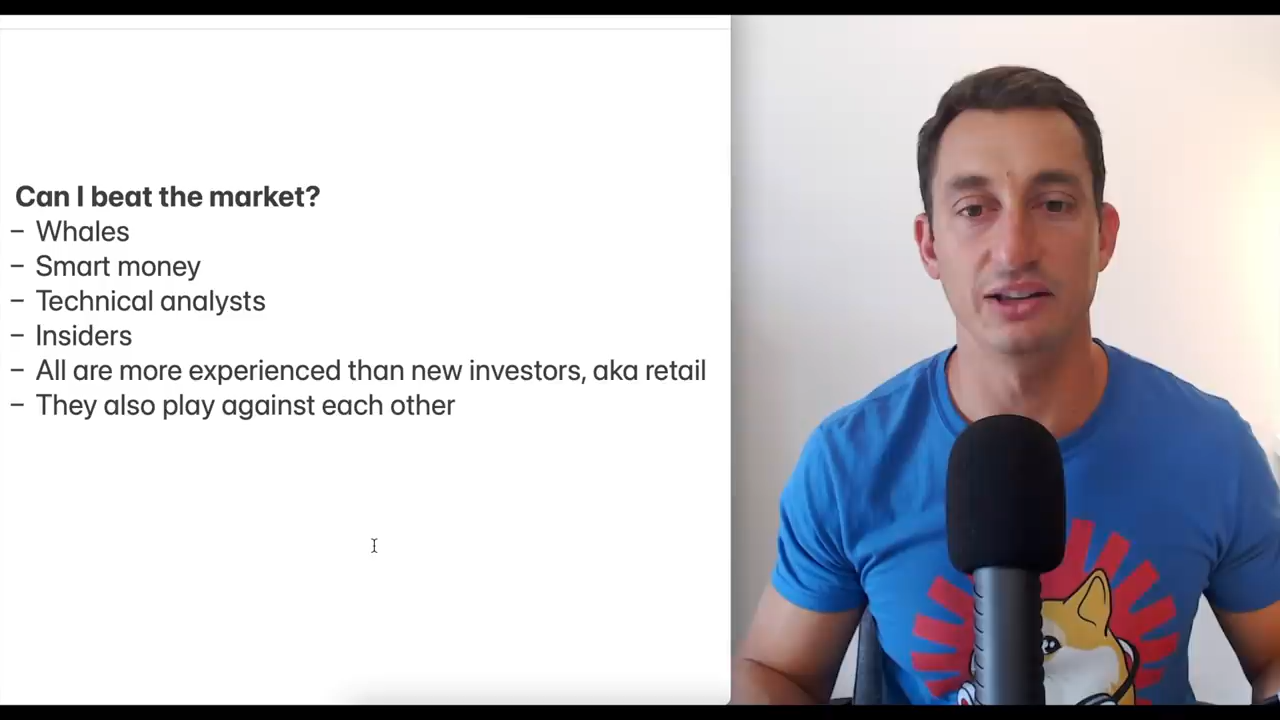 Can I beat the market?
– Whales
– Smart money
– Technical analysts
– Insiders
– All are more experienced than new investors, aka retail
– They also play against each other